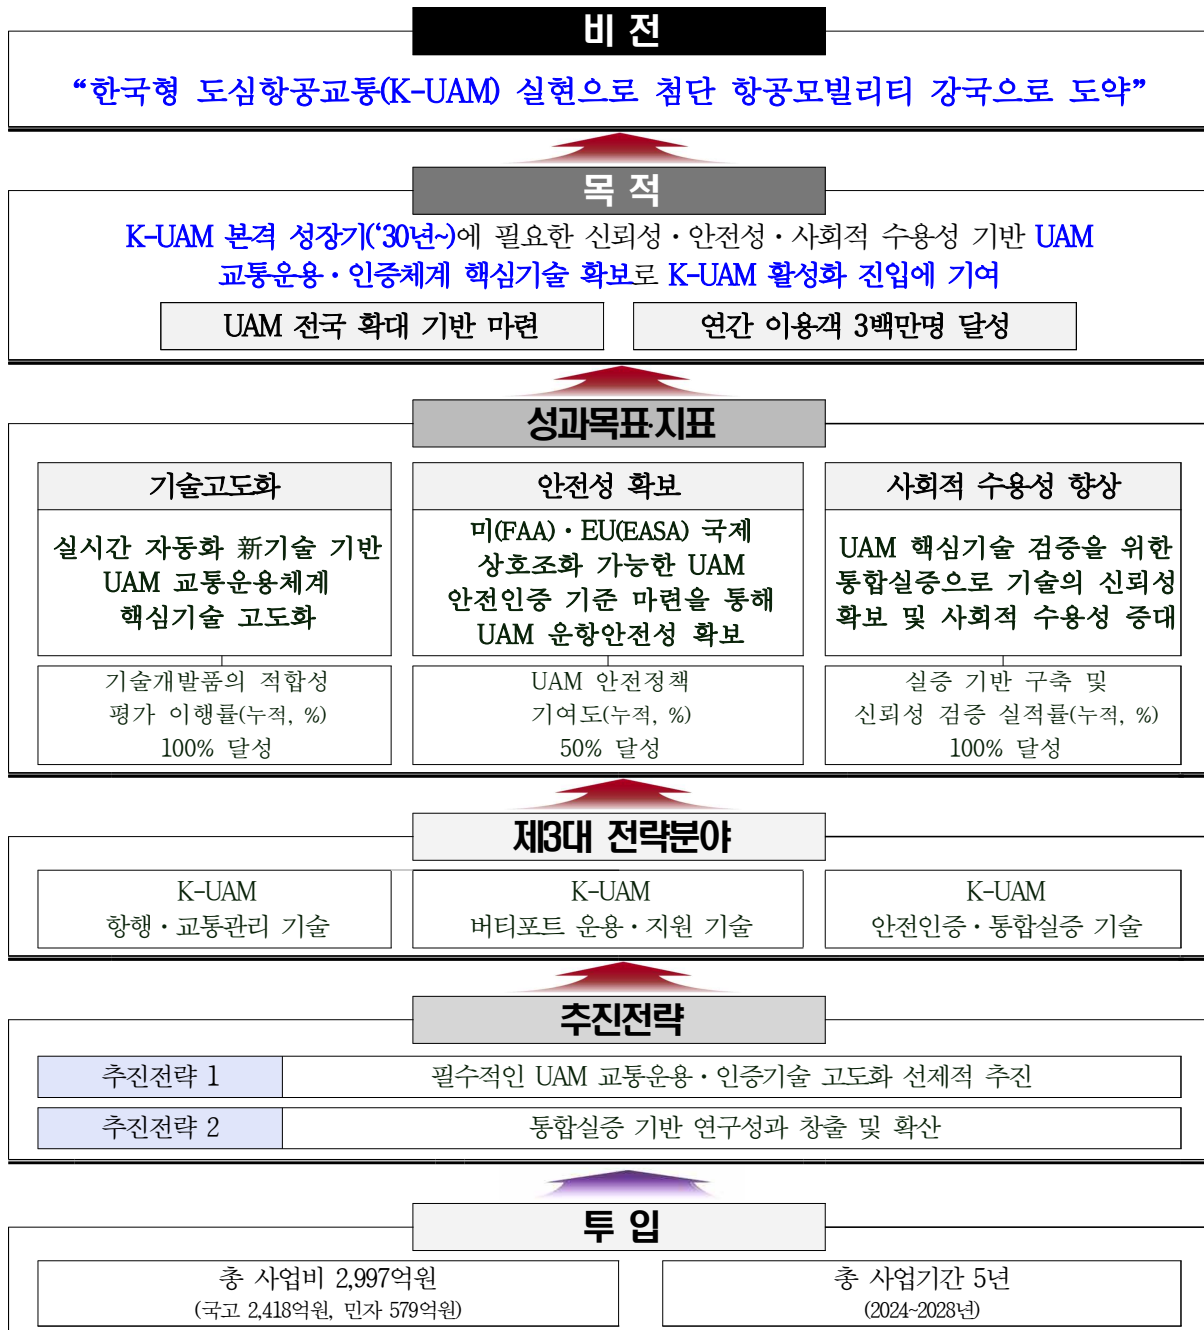 비 전
“한국형 도심항공교통(K-UAM) 실현으로 첨단 항공모빌리티 강국으로 도약”
목 적
K-UAM 본격 성장기(‘30년~)에 필요한 신뢰성·안전성·사회적 수용성 기반 UAM
교통운용·인증체계 핵심기술 확보로 K-UAM 활성화 진입에 기여
UAM 전국 확대 기반 마련
연간 이용객 3백만명 달성
성과목표·지표
기술고도화
실시간 자동화 新기술 기반
UAM 교통운용체계
핵심기술 고도화
기술개발품의 적합성
평가 이행률(누적, %)
100% 달성
안전성 확보
미(FAA)·EU(EASA) 국제
상호조화 가능한 UAM
안전인증 기준 마련을 통해
UAM 운항안전성 확보
UAM 안전정책
기여도(누적, %)
50% 달성
사회적 수용성 향상
UAM 핵심기술 검증을 위한
통합실증으로 기술의 신뢰성
확보 및 사회적 수용성 증대
실증 기반 구축 및
신뢰성 검증 실적률(누적, %)
100% 달성
제3대 전략분야
K-UAM
항행·교통관리 기술
K-UAM
버티포트 운용·지원 기술
K-UAM
안전인증·통합실증 기술
추진전략
추진전략 1
필수적인 UAM 교통운용·인증기술 고도화 선제적 추진
추진전략 2
통합실증 기반 연구성과 창출 및 확산
투 입
총 사업비 2,997억원
(국고 2,418억원, 민자 579억원)
총 사업기간 5년
(2024~2028년)